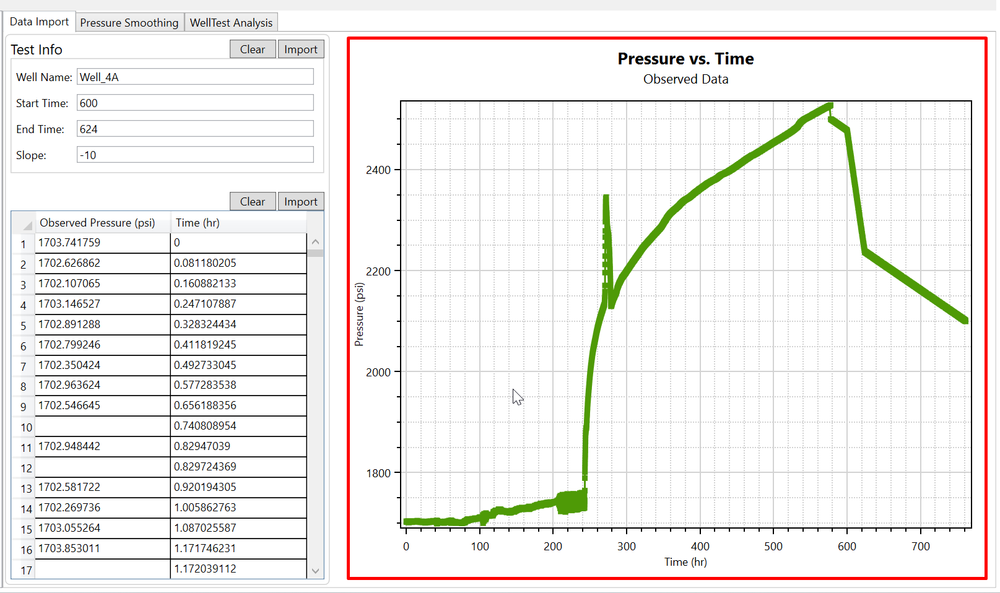 Data Import Pressure Smoothing WellTest Analysis
Test Info Clear Import
Well Name: Well_4A
Start Time: 600
End Time: 624
Slope: -10
Clear Import
Observed Pressure (psi) Time (hr)
1 1703.741759 0
2 1702.626862 0.081180205
3 1702.107065 0.160882133
4 1703.146527 0.247107887
5 1702.891288 0.328324434
6 1702.799246 0.411819245
7 1702.350424 0.492733045
8 1702.963624 0.577283538
9 1702.546645 0.656188356
10 0.740808954
11 1702.948442 0.82947039
12 0.829724369
13 1702.581722 0.920194305
14 1702.269736 1.005862763
15 1703.055264 1.087025587
16 1703.853011 1.171746231
17 1.172039112
Pressure vs. Time
Observed Data
Pressure (psi)
2400
2200
2000
1800
0 100 200 300 400 500 600 700
Time (hr)